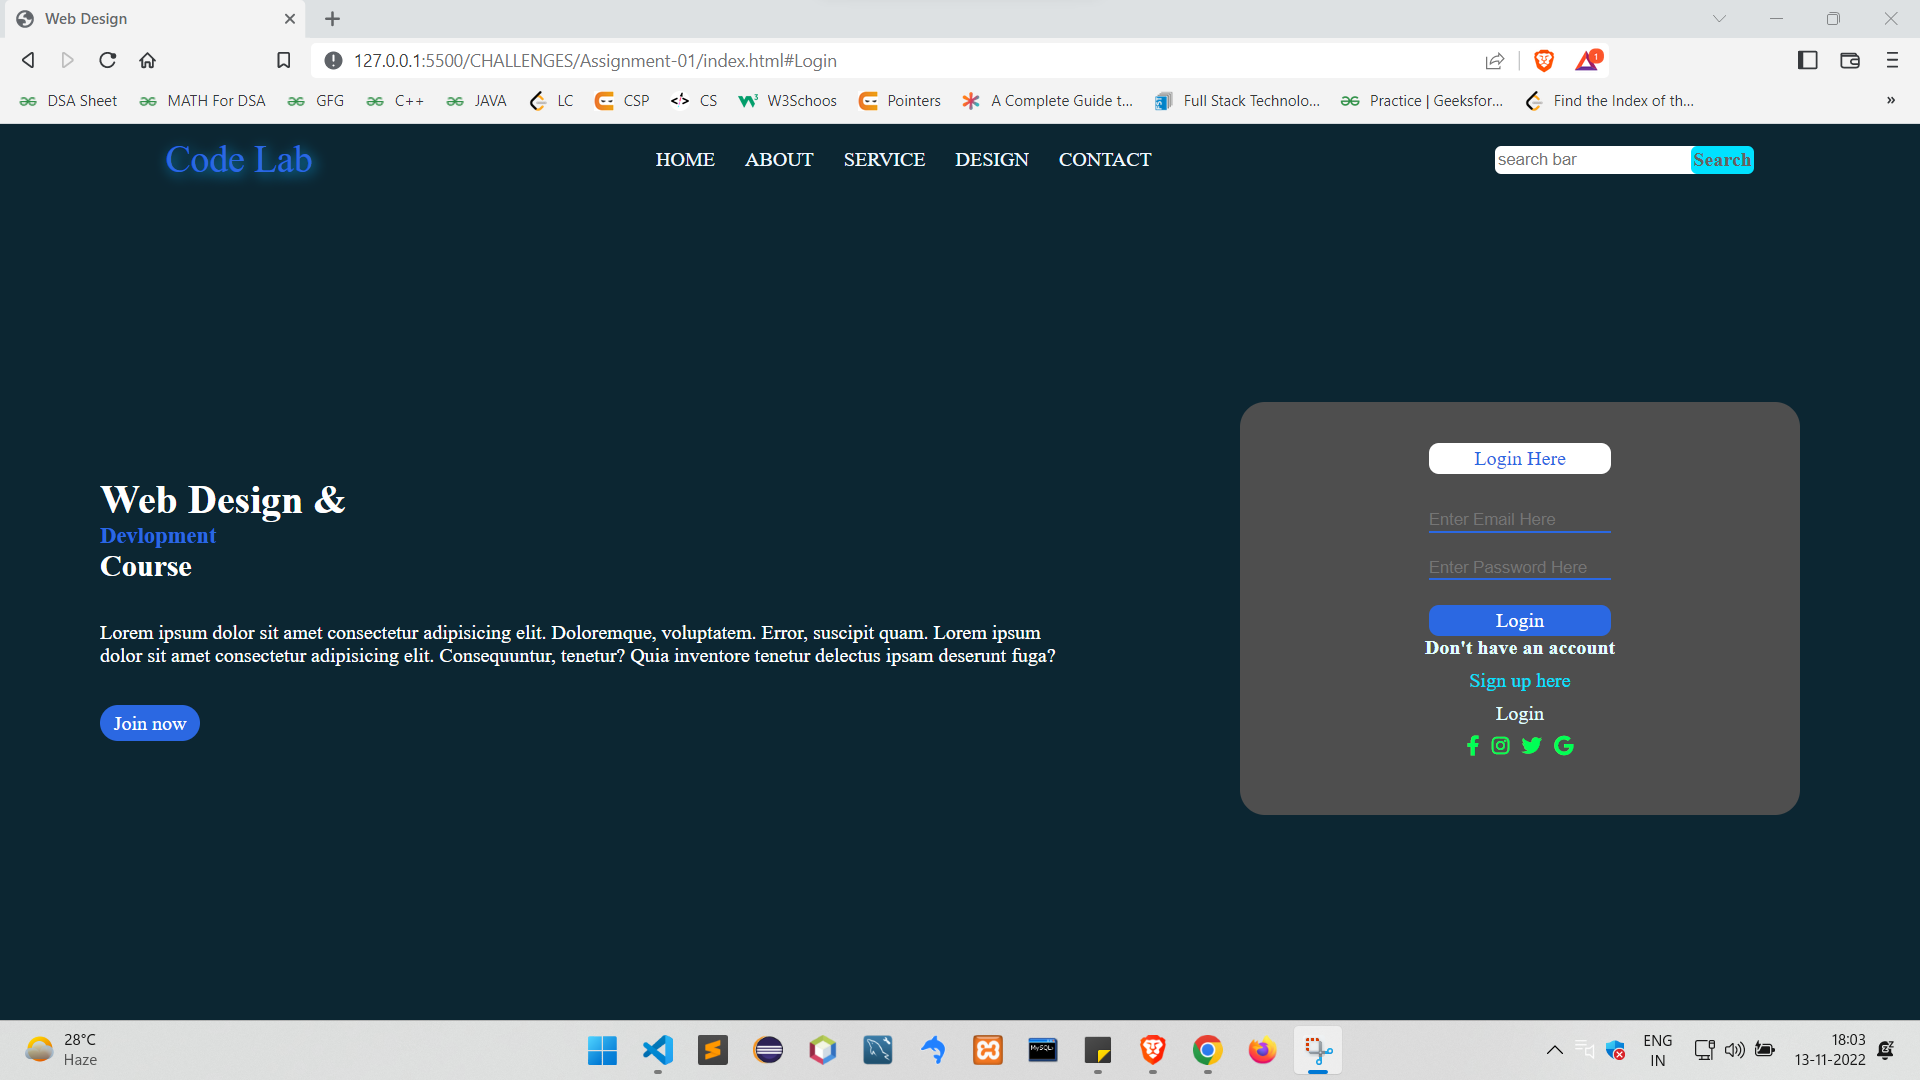 Web Design
127.0.0.1:5500/CHALLENGES/Assignment-01/index.html#Login
1
DSA Sheet MATH For DSA GFG C++ JAVA LC CSP CS W3Schoos Pointers A Complete Guide t... Full Stack Technolo... Practice | Geeksfor... Find the Index of th... »
Code Lab HOME ABOUT SERVICE DESIGN CONTACT search bar Search
Web Design &
Devlopment
Course
Lorem ipsum dolor sit amet consectetur adipisicing elit. Doloremque, voluptatem. Error, suscipit quam. Lorem ipsum
dolor sit amet consectetur adipisicing elit. Consequuntur, tenetur? Quia inventore tenetur delectus ipsam deserunt fuga?
Join now
Login Here
Enter Email Here
Enter Password Here
Login
Don't have an account
Sign up here
Login
28°C
Haze
MySQL
ENG
IN
18:03
13-11-2022